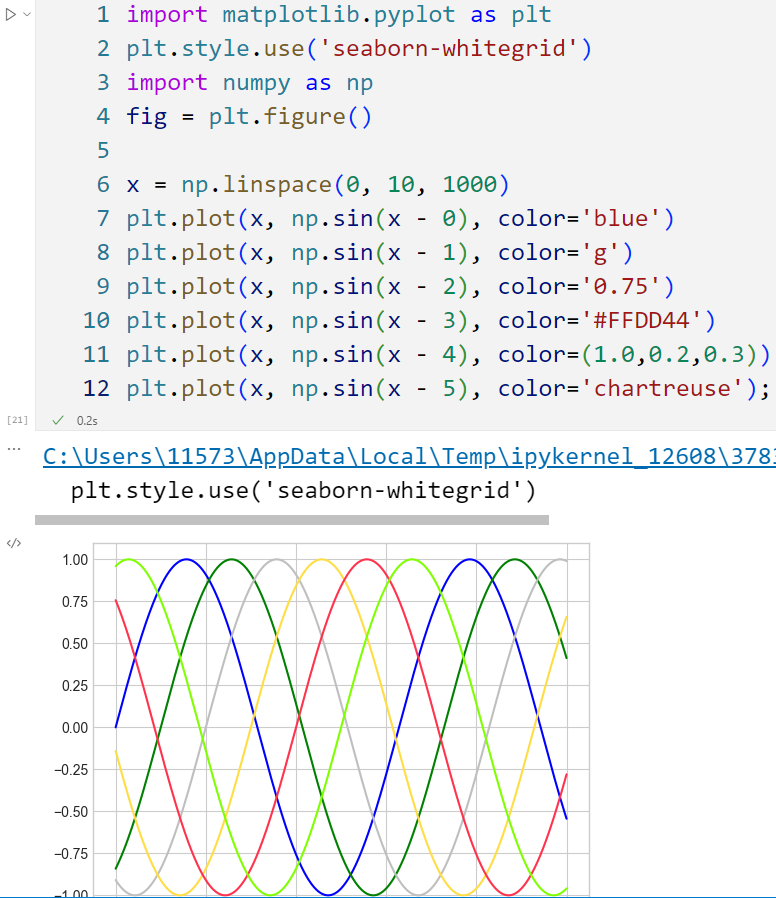 1 import matplotlib.pyplot as plt
2 plt.style.use('seaborn-whitegrid')
3 import numpy as np
4 fig = plt.figure()
5
6 x = np.linspace(0, 10, 1000)
7 plt.plot(x, np.sin(x - 0), color='blue')
8 plt.plot(x, np.sin(x - 1), color='g')
9 plt.plot(x, np.sin(x - 2), color='0.75')
10 plt.plot(x, np.sin(x - 3), color='#FFDD44')
11 plt.plot(x, np.sin(x - 4), color=(1.0,0.2,0.3))
12 plt.plot(x, np.sin(x - 5), color='chartreuse');
[21] ✓ 0.2s
... C:\Users\11573\AppData\Local\Temp\ipykernel_12608\3783
plt.style.use('seaborn-whitegrid')
</>
1.00
0.75
0.50
0.25
0.00
−0.25
−0.50
−0.75
−1.00